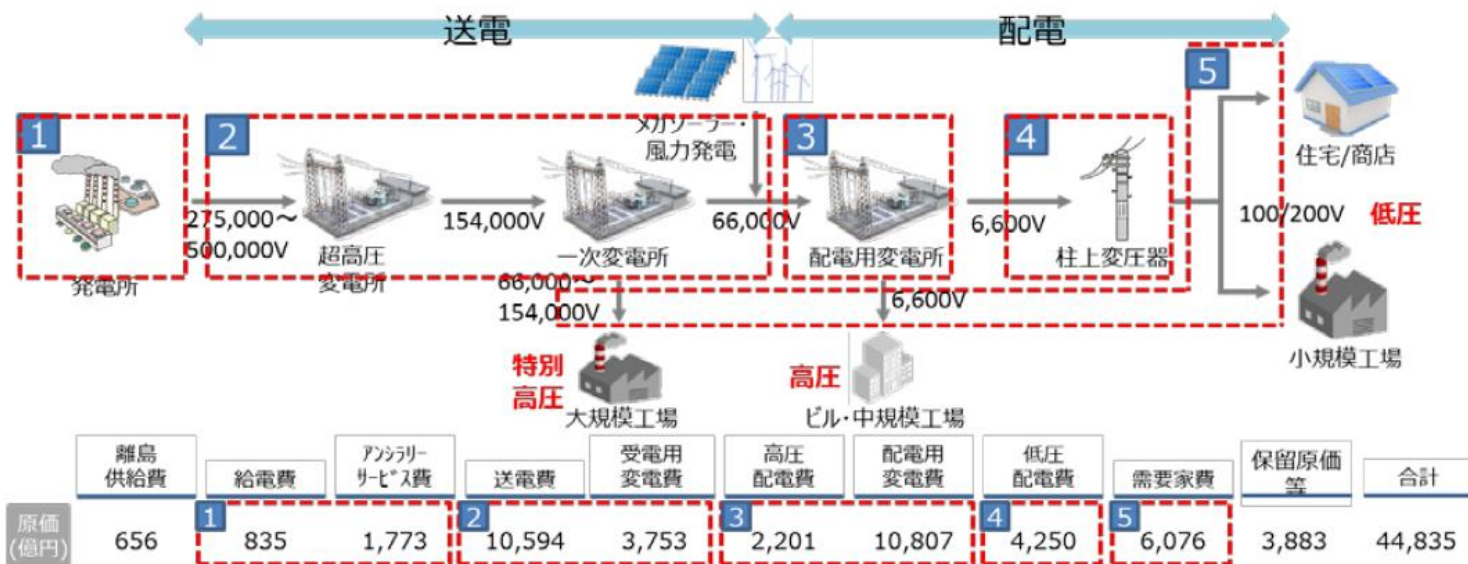 送電
配電
5
1
2
メガソーラー・
風力発電
3
4
住宅/商店
275,000～
500,000V
154,000V
66,000V
6,600V
100/200V
低圧
発電所
超高圧
変電所
一次変電所
配電用変電所
柱上変圧器
66,000～
154,000V
6,600V
小規模工場
特別
高圧
高圧
大規模工場
ビル・中規模工場
離島
供給費
給電費
アンシラリー
サービス費
送電費
受電用
変電費
高圧
配電費
配電用
変電費
低圧
配電費
需要家費
保留原価
等
合計
原価
(億円)
656
1
835
1,773
2
10,594
3,753
3
2,201
10,807
4
4,250
5
6,076
3,883
44,835